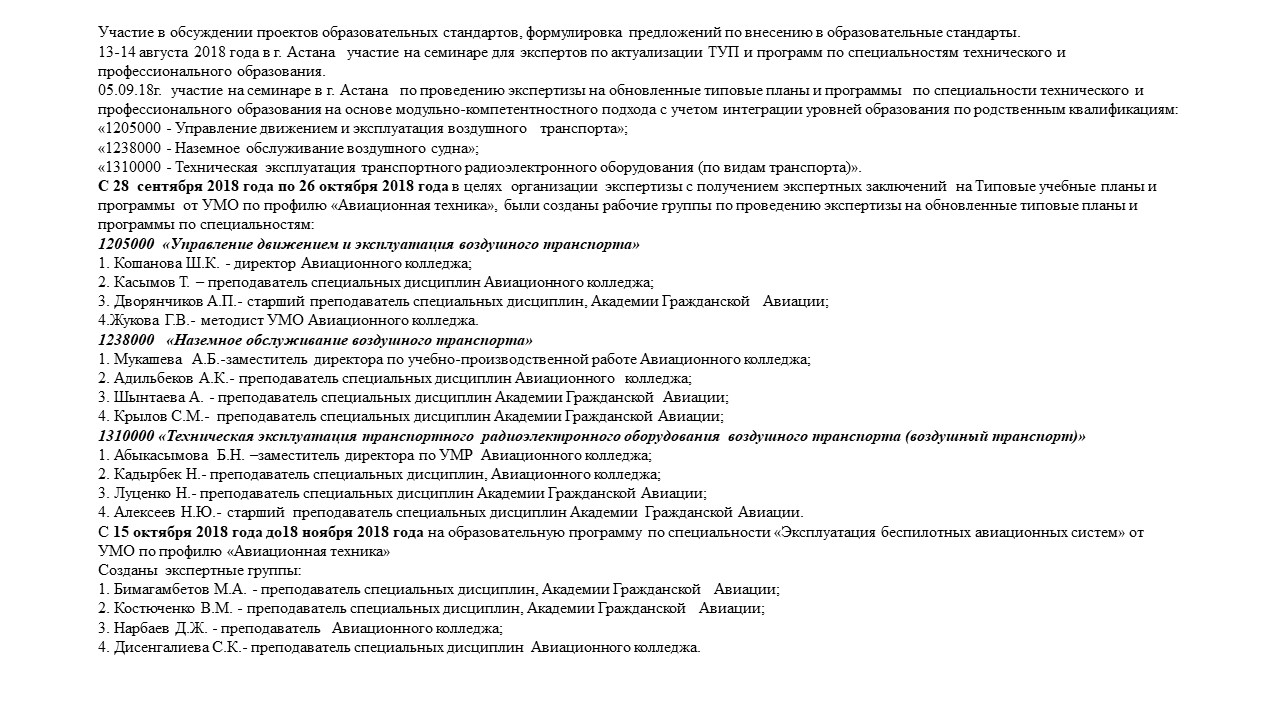 Участие в обсуждении проектов образовательных стандартов, формулировка предложений по внесению в образовательные стандарты.
13-14 августа 2018 года в г. Астана участие на семинаре для экспертов по актуализации ТУП и программ по специальностям технического и
профессионального образования.
05.09.18г. участие на семинаре в г. Астана по проведению экспертизы на обновленные типовые планы и программы по специальности технического и
профессионального образования на основе модульно-компетентностного подхода с учетом интеграции уровней образования по родственным квалификациям:
«1205000 - Управление движением и эксплуатация воздушного транспорта»;
«1238000 - Наземное обслуживание воздушного судна»;
«1310000 - Техническая эксплуатация транспортного радиоэлектронного оборудования (по видам транспорта)».
С 28 сентября 2018 года по 26 октября 2018 года в целях организации экспертизы с получением экспертных заключений на Типовые учебные планы и
программы от УМО по профилю «Авиационная техника», были созданы рабочие группы по проведению экспертизы на обновленные типовые планы и
программы по специальностям:
1205000 «Управление движением и эксплуатация воздушного транспорта»
1. Кошанова Ш.К. - директор Авиационного колледжа;
2. Касымов Т. – преподаватель специальных дисциплин Авиационного колледжа;
3. Дворянчиков А.П.- старший преподаватель специальных дисциплин, Академии Гражданской Авиации;
4.Жукова Г.В.- методист УМО Авиационного колледжа.
1238000 «Наземное обслуживание воздушного транспорта»
1. Мукашева А.Б.-заместитель директора по учебно-производственной работе Авиационного колледжа;
2. Адильбеков А.К.- преподаватель специальных дисциплин Авиационного колледжа;
3. Шынтаева А. - преподаватель специальных дисциплин Академии Гражданской Авиации;
4. Крылов С.М.- преподаватель специальных дисциплин Академии Гражданской Авиации;
1310000 «Техническая эксплуатация транспортного радиоэлектронного оборудования воздушного транспорта (воздушный транспорт)»
1. Абыкасымова Б.Н. –заместитель директора по УМР Авиационного колледжа;
2. Кадырбек Н.- преподаватель специальных дисциплин, Авиационного колледжа;
3. Луценко Н.- преподаватель специальных дисциплин Академии Гражданской Авиации;
4. Алексеев Н.Ю.- старший преподаватель специальных дисциплин Академии Гражданской Авиации.
С 15 октября 2018 года до18 ноября 2018 года на образовательную программу по специальности «Эксплуатация беспилотных авиационных систем» от
УМО по профилю «Авиационная техника»
Созданы экспертные группы:
1. Бимагамбетов М.А. - преподаватель специальных дисциплин, Академии Гражданской Авиации;
2. Костюченко В.М. - преподаватель специальных дисциплин, Академии Гражданской Авиации;
3. Нарбаев Д.Ж. - преподаватель Авиационного колледжа;
4. Дисенгалиева С.К.- преподаватель специальных дисциплин Авиационного колледжа.